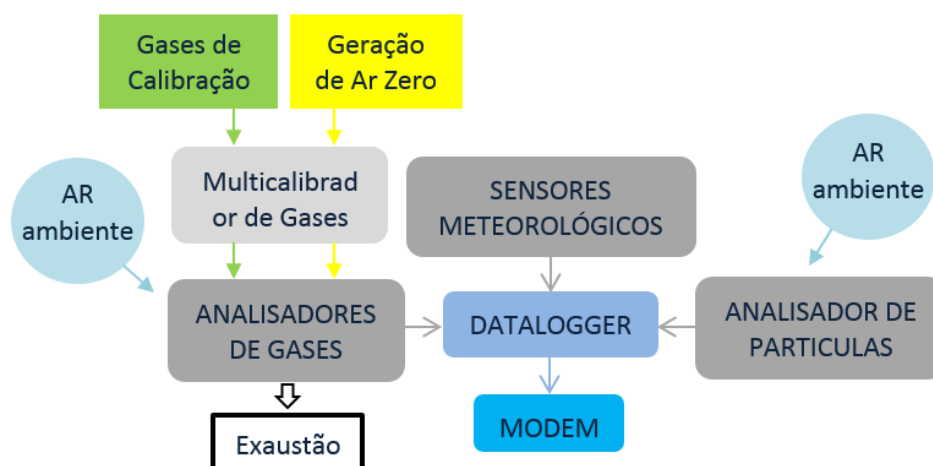 Gases de
Calibração
Geração
de Ar Zero
AR
ambiente
Multicalibrad
or de Gases
SENSORES
METEOROLÓGICOS
AR
ambiente
ANALISADORES
DE GASES
DATALOGGER
ANALISADOR DE
PARTICULAS
Exaustão
MODEM